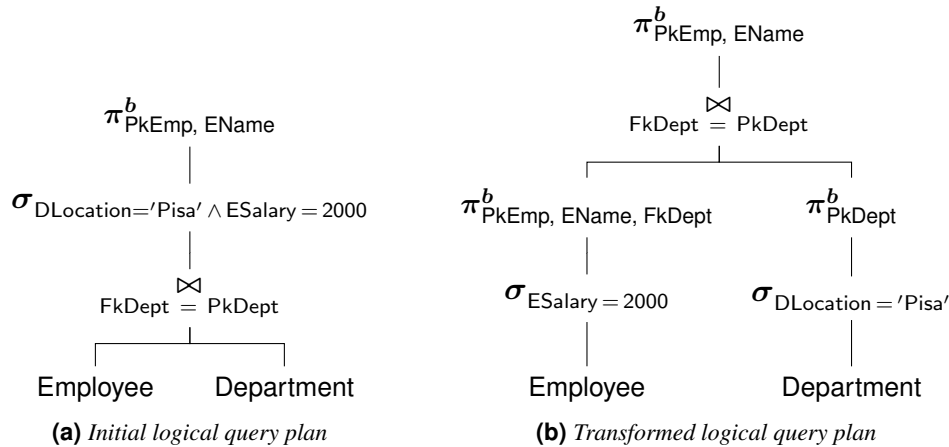 π^b PkEmp, EName
σ DLocation='Pisa' ∧ ESalary = 2000
⋈
FkDept = PkDept
Employee Department
(a) Initial logical query plan
π^b PkEmp, EName
⋈
FkDept = PkDept
π^b PkEmp, EName, FkDept π^b PkDept
σ ESalary = 2000 σ DLocation = 'Pisa'
Employee Department
(b) Transformed logical query plan